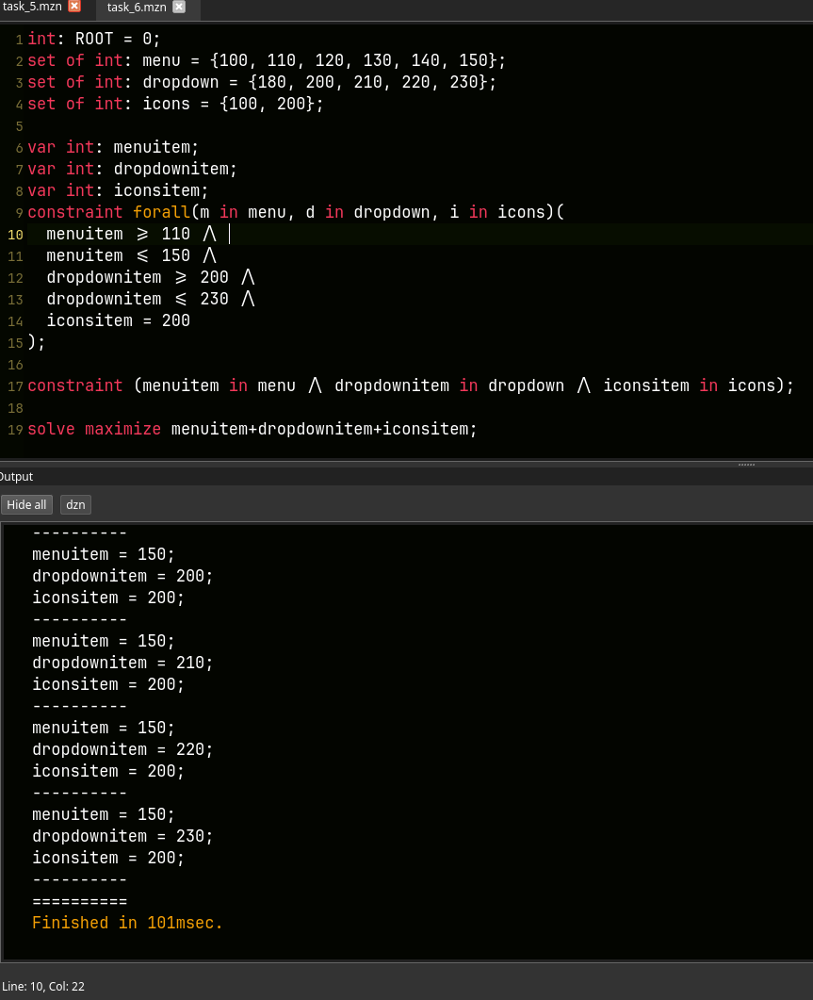 task_5.mzn task_6.mzn
1 int: ROOT = 0;
2 set of int: menu = {100, 110, 120, 130, 140, 150};
3 set of int: dropdown = {180, 200, 210, 220, 230};
4 set of int: icons = {100, 200};
5
6 var int: menuitem;
7 var int: dropdownitem;
8 var int: iconsitem;
9 constraint forall(m in menu, d in dropdown, i in icons)(
10 menuitem ⩾ 110 /\
11 menuitem ⩽ 150 /\
12 dropdownitem ⩾ 200 /\
13 dropdownitem ⩽ 230 /\
14 iconsitem = 200
15 );
16
17 constraint (menuitem in menu /\ dropdownitem in dropdown /\ iconsitem in icons);
18
19 solve maximize menuitem+dropdownitem+iconsitem;
Output
Hide all dzn
----------
menuitem = 150;
dropdownitem = 200;
iconsitem = 200;
----------
menuitem = 150;
dropdownitem = 210;
iconsitem = 200;
----------
menuitem = 150;
dropdownitem = 220;
iconsitem = 200;
----------
menuitem = 150;
dropdownitem = 230;
iconsitem = 200;
----------
==========
Finished in 101msec.
Line: 10, Col: 22